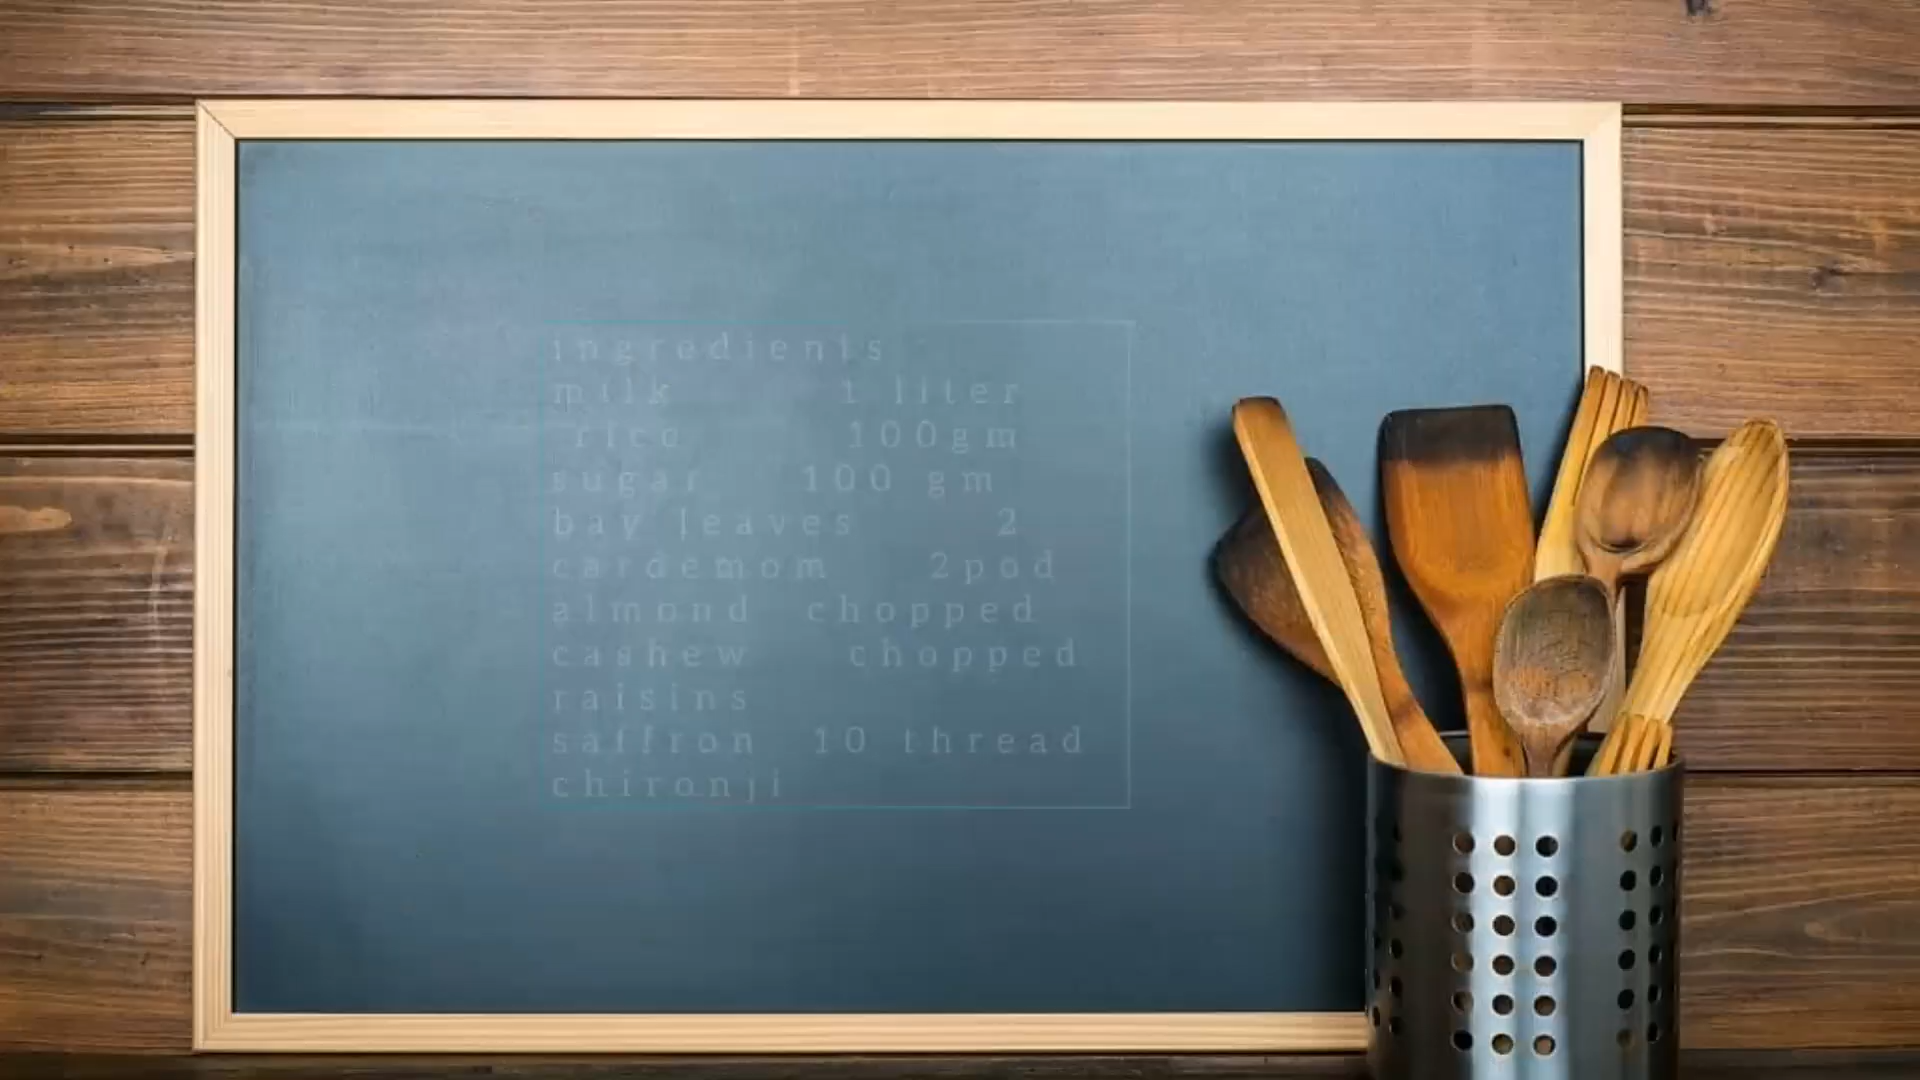 ingredients
milk 1 liter
rice 100gm
sugar 100 gm
bay leaves 2
cardemom 2pod
almond chopped
cashew chopped
raisins
saffron 10 thread
chironji